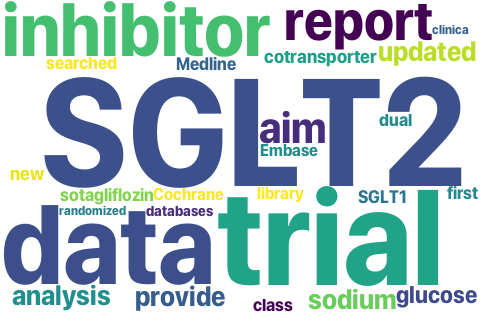 inhibitor report clinica
searched Medline cotransporter updated
SGLT2
aim dual
Embase
new
sotagliflozin Cochrane library SGLT1 first
randomized databases
data trial
analysis provide class sodium glucose